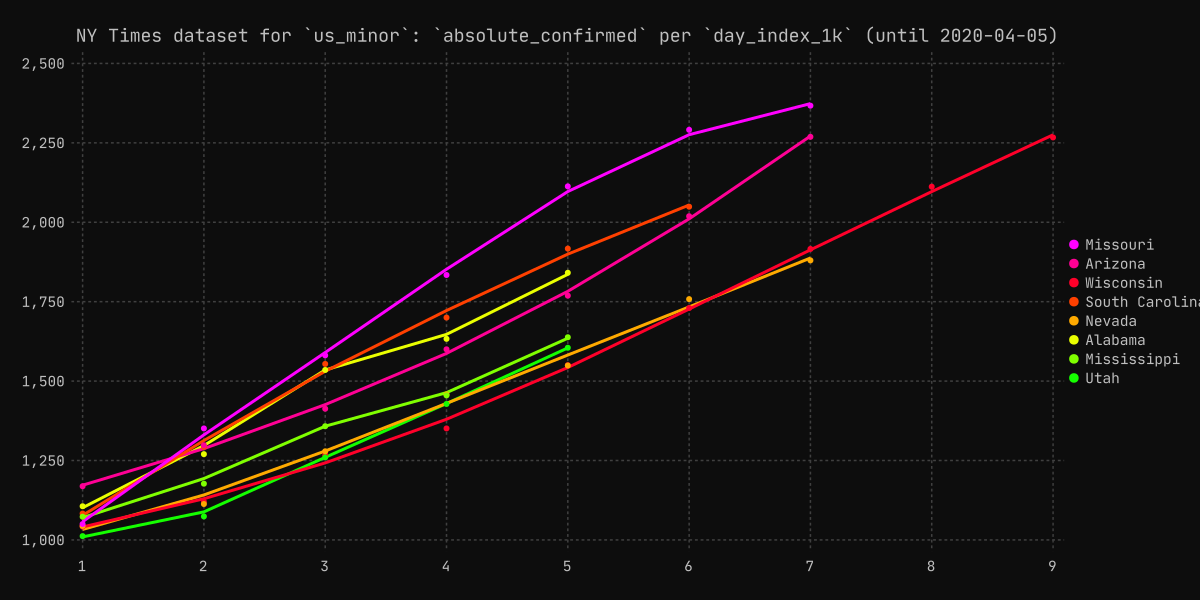 NY Times dataset for `us_minor`: `absolute_confirmed` per `day_index_1k` (until 2020-04-05)
2,500
2,250
2,000
1,750
1,500
1,250
1,000
1 2 3 4 5 6 7 8 9
Missouri
Arizona
Wisconsin
South Carolina
Nevada
Alabama
Mississippi
Utah